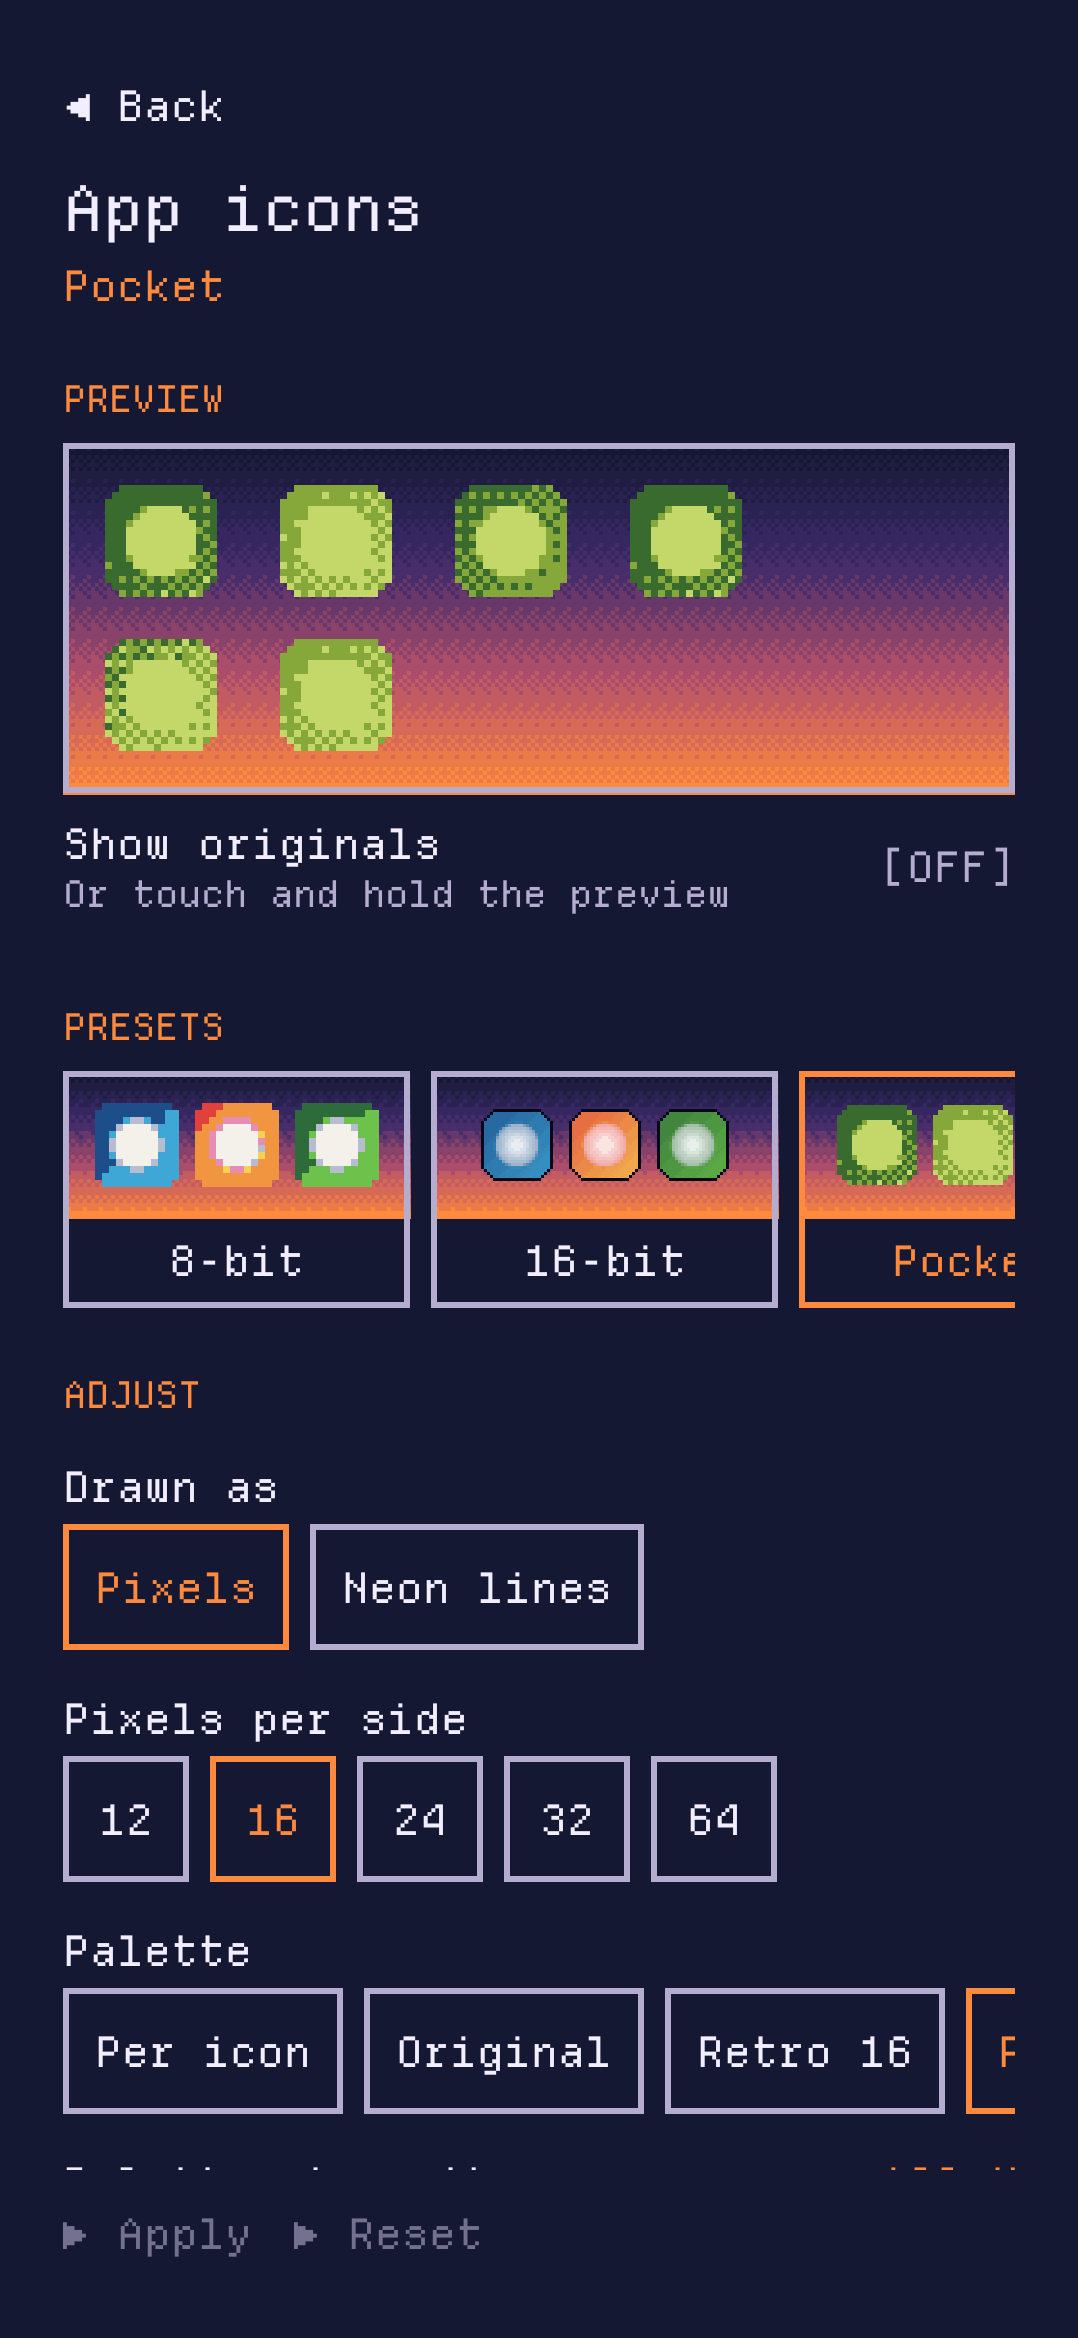 Back
App icons
Pocket
PREVIEW
Show originals
[OFF]
Or touch and hold the preview
PRESETS
8-bit
16-bit
ADJUST
Drawn as
Pixels
Neon lines
Pixels per side
12
16
24
32
64
Palette
Per icon
Original
Retro 16
Apply
Reset